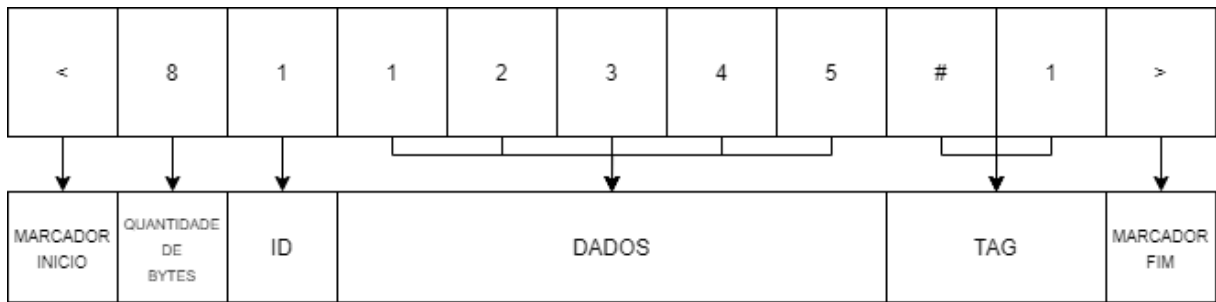 < 8 1 1 2 3 4 5 # 1 >
MARCADOR INICIO
QUANTIDADE DE BYTES
ID
DADOS
TAG
MARCADOR FIM